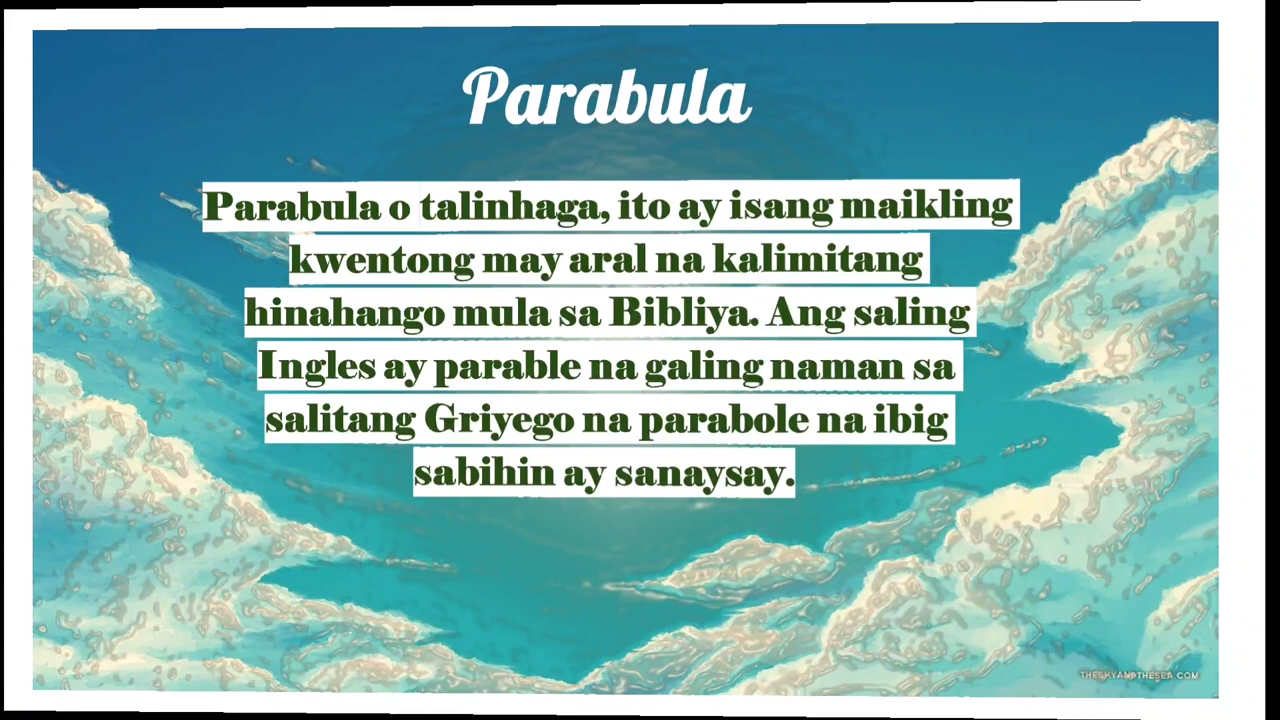 Parabula
Parabula o talinhaga, ito ay isang maikling
kwentong may aral na kalimitang
hinahango mula sa Bibliya. Ang saling
Ingles ay parable na galing naman sa
salitang Griyego na parabole na ibig
sabihin ay sanaysay.
THESKYANDTHESEA.COM